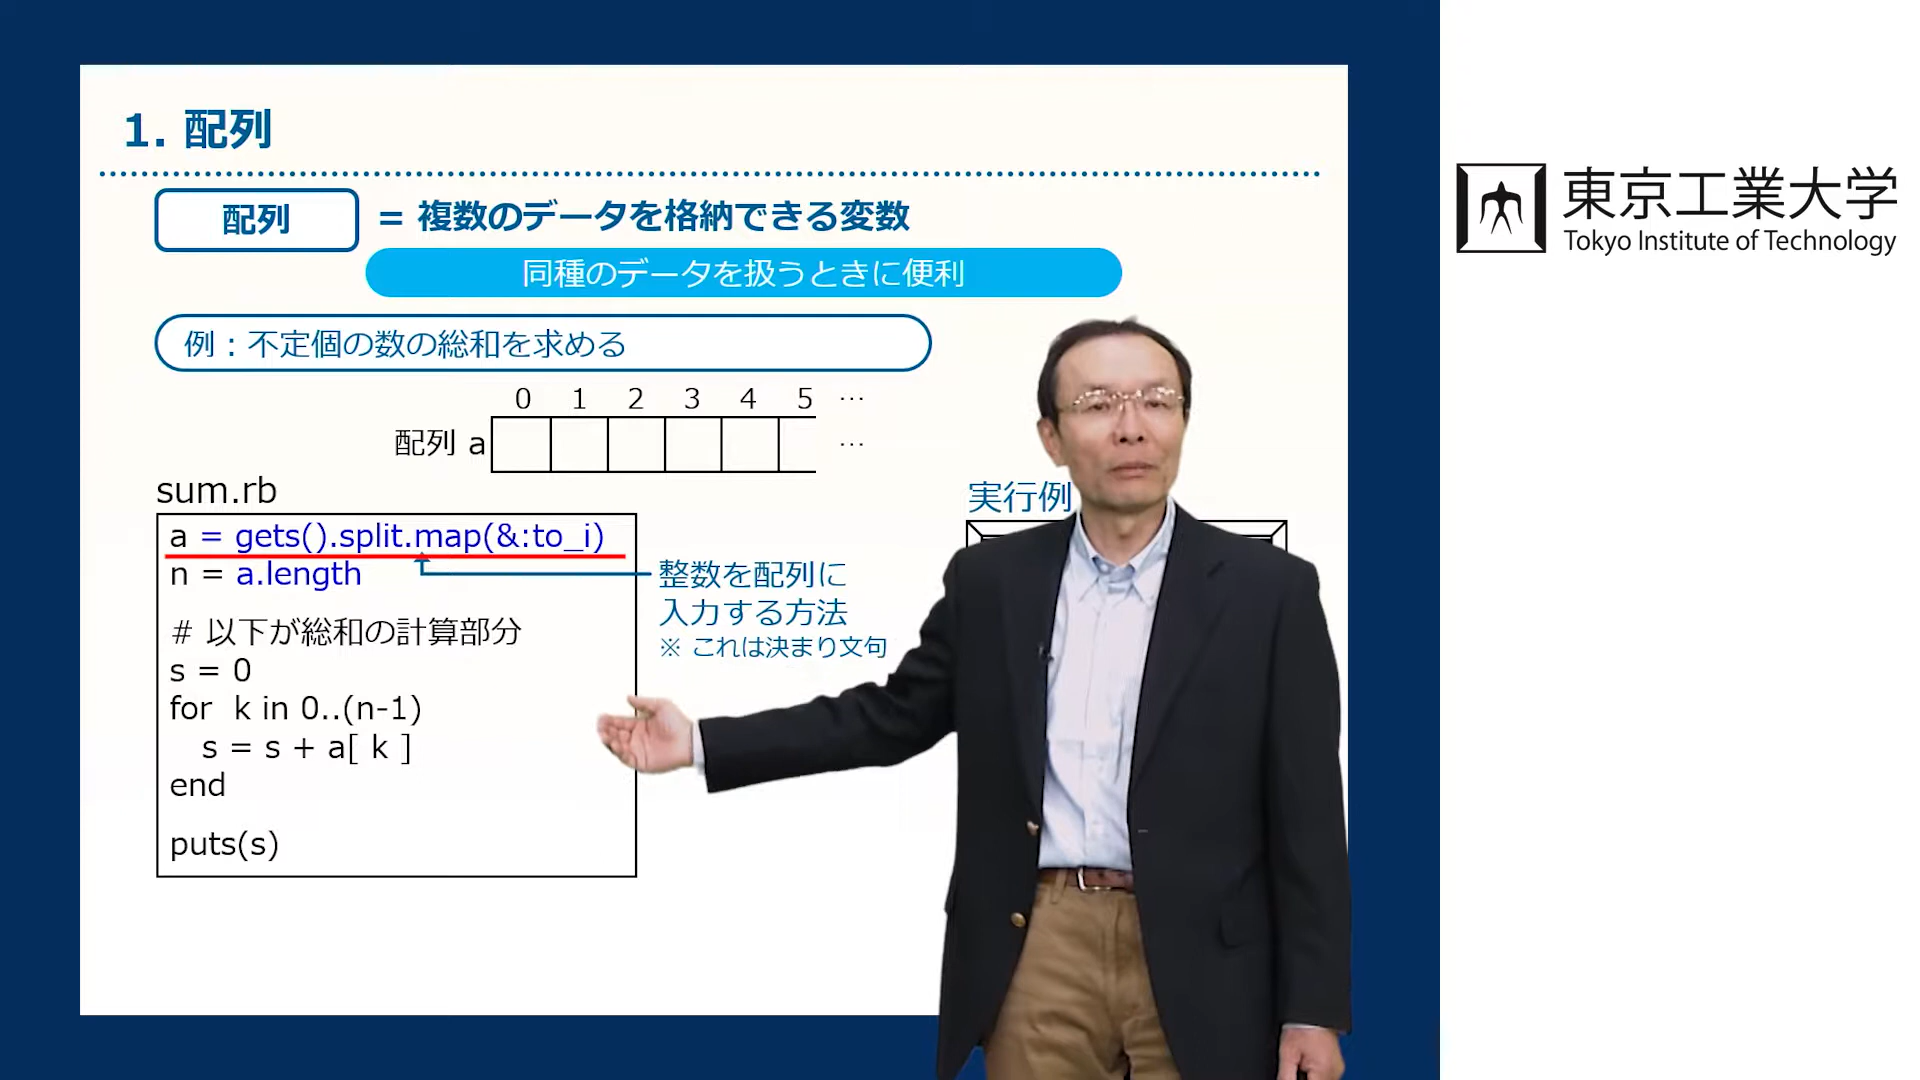 1. 配列
配列
= 複数のデータを格納できる変数
同種のデータを扱うときに便利
例：不定個の数の総和を求める
0 1 2 3 4 5 …
配列 a …
sum.rb
a = gets().split.map(&:to_i)
n = a.length
# 以下が総和の計算部分
s = 0
for k in 0..(n-1)
s = s + a[ k ]
end
puts(s)
整数を配列に
入力する方法
※ これは決まり文句
実行例
東京工業大学
Tokyo Institute of Technology